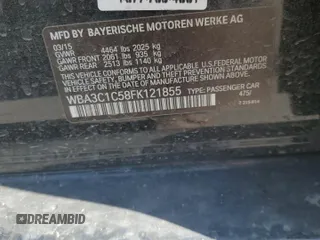 MFD BY BAYERISCHE MOTOREN WERKE AG
03/15
GVWR 4464 lbs 2025 kg
GAWR FRONT 2061 lbs 935 kg
GAWR REAR 2513 lbs 1140 kg
THIS VEHICLE CONFORMS TO ALL APPLICABLE U.S. FEDERAL MOTOR
VEHICLE SAFETY, BUMPER, AND THEFT PREVENTION STANDARDS
IN EFFECT ON THE DATE OF MANUFACTURE SHOWN ABOVE.
WBA3C1C58FK121855 TYPE: PASSENGER CAR
475/
DREAMBID